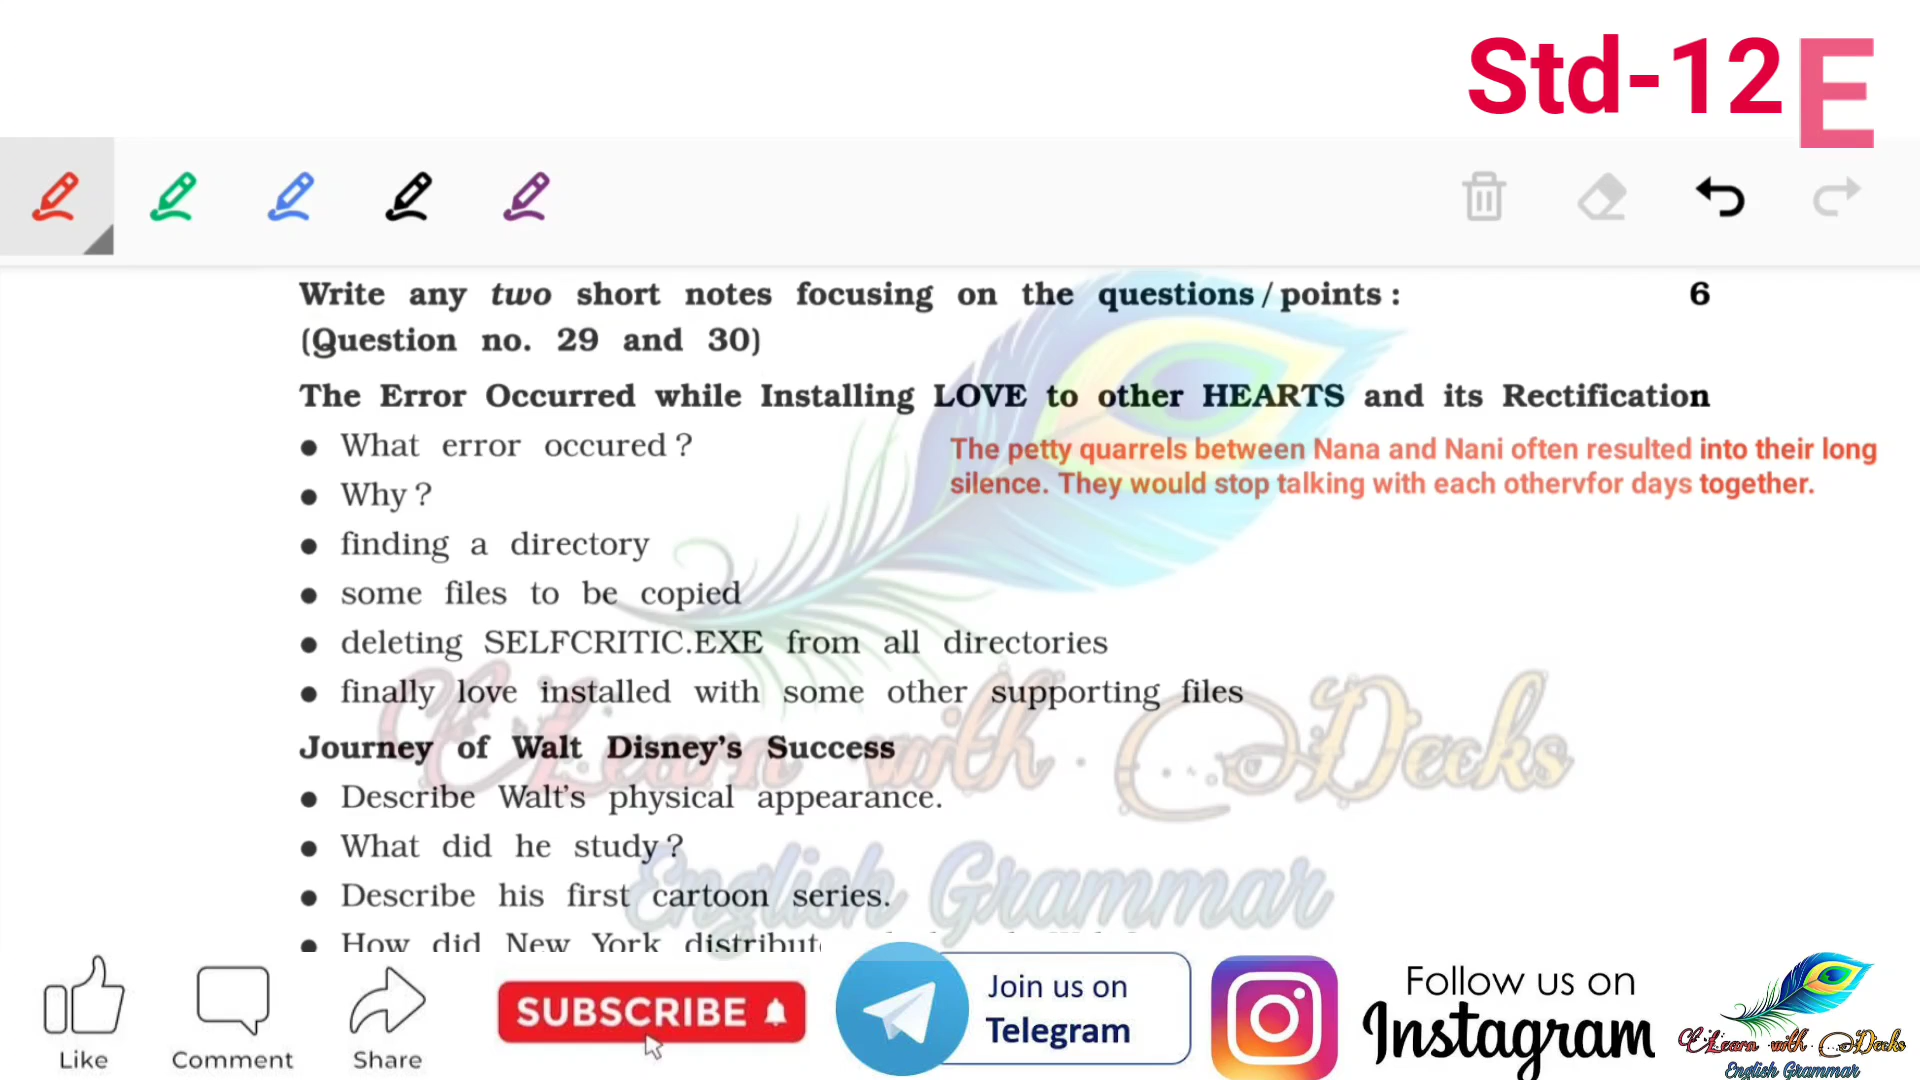 Std-12 E
Write any two short notes focusing on the questions / points : 6
(Question no. 29 and 30)
The Error Occurred while Installing LOVE to other HEARTS and its Rectification
● What error occured ?
The petty quarrels between Nana and Nani often resulted into their long
silence. They would stop talking with each othervfor days together.
● Why ?
● finding a directory
● some files to be copied
● deleting SELFCRITIC.EXE from all directories
● finally love installed with some other supporting files
Learn with Decks
Journey of Walt Disney's Success
● Describe Walt's physical appearance.
● What did he study ?
English Grammar
● Describe his first cartoon series.
● How did New York distribut
Like
Comment
Share
SUBSCRIBE
Join us on
Telegram
Follow us on
Instagram
Learn with Decks
English Grammar